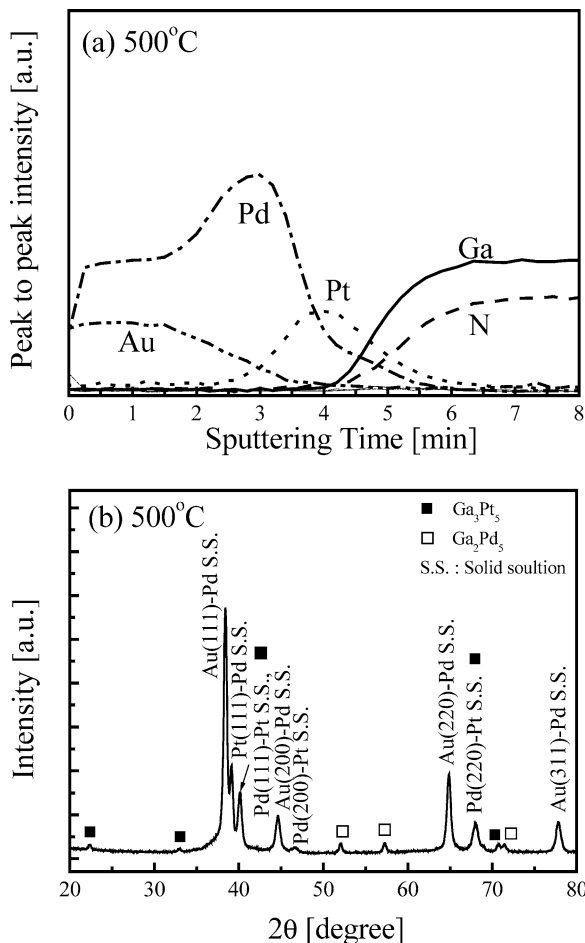 (a) 500°C
Peak to peak intensity [a.u.]
Pd
Au
Pt
Ga
N
0 1 2 3 4 5 6 7 8
Sputtering Time [min]
(b) 500°C
■ Ga₃Pt₅
□ Ga₂Pd₅
S.S. : Solid soultion
Intensity [a.u.]
Au(111)-Pd S.S.
Pt(111)-Pd S.S.
Pd(111)-Pt S.S.,
Au(200)-Pd S.S.
Pd(200)-Pt S.S.
Au(220)-Pd S.S.
Pd(220)-Pt S.S.
Au(311)-Pd S.S.
20 30 40 50 60 70 80
2θ [degree]